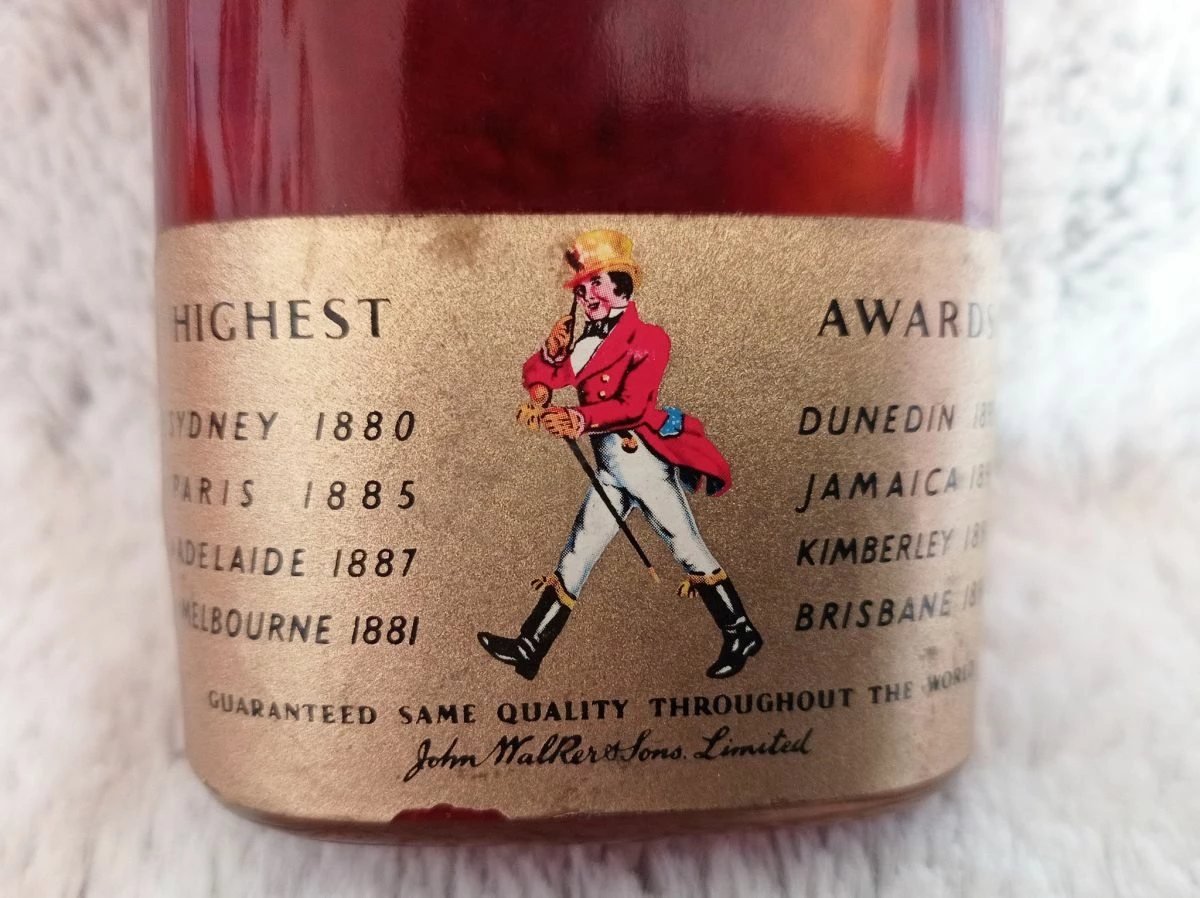 HIGHEST AWARDS
SYDNEY 1880 DUNEDIN
PARIS 1885 JAMAICA
ADELAIDE 1887 KIMBERLEY
MELBOURNE 1881 BRISBANE
GUARANTEED SAME QUALITY THROUGHOUT THE WORLD
John Walker & Sons. Limited